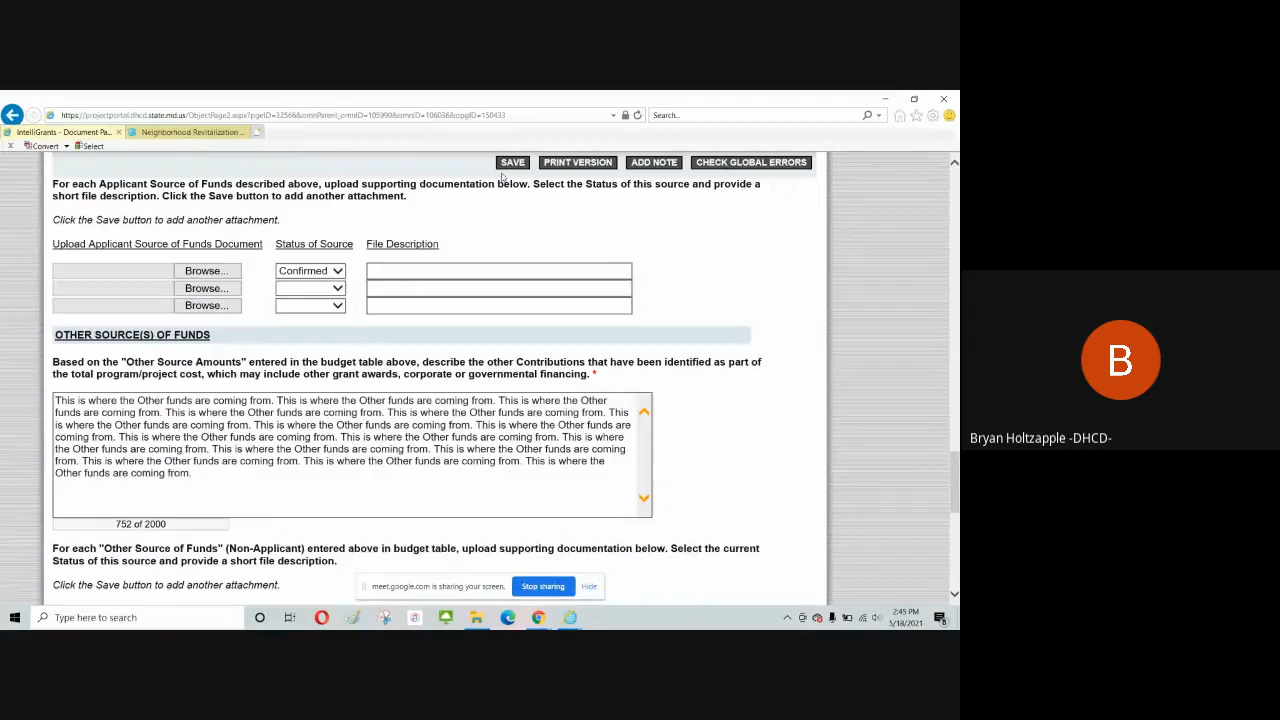 https://projectportal.dhcd.state.md.us/ObjectPage2.aspx?pgeID=32566&ornParent_omnID=105990&omnID=106036&opgID=150433
Search...
IntelliGrants - Document Pa...
Neighborhood Revitalization ...
Convert
Select
SAVE
PRINT VERSION
ADD NOTE
CHECK GLOBAL ERRORS
For each Applicant Source of Funds described above, upload supporting documentation below. Select the Status of this source and provide a
short file description. Click the Save button to add another attachment.
Click the Save button to add another attachment.
Upload Applicant Source of Funds Document
Status of Source
File Description
Browse...
Confirmed
Browse...
Browse...
OTHER SOURCE(S) OF FUNDS
Based on the "Other Source Amounts" entered in the budget table above, describe the other Contributions that have been identified as part of
the total program/project cost, which may include other grant awards, corporate or governmental financing. *
This is where the Other funds are coming from. This is where the Other funds are coming from. This is where the Other
funds are coming from. This is where the Other funds are coming from. This is where the Other funds are coming from. This
is where the Other funds are coming from. This is where the Other funds are coming from. This is where the Other funds are
coming from. This is where the Other funds are coming from. This is where the Other funds are coming from. This is where
the Other funds are coming from. This is where the Other funds are coming from. This is where the Other funds are coming
from. This is where the Other funds are coming from. This is where the Other funds are coming from. This is where the
Other funds are coming from.
752 of 2000
For each "Other Source of Funds" (Non-Applicant) entered above in budget table, upload supporting documentation below. Select the current
Status of this source and provide a short file description.
Click the Save button to add another attachment.
meet.google.com is sharing your screen.
Stop sharing
Hide
Type here to search
2:45 PM
5/18/2021
B
Bryan Holtzapple -DHCD-